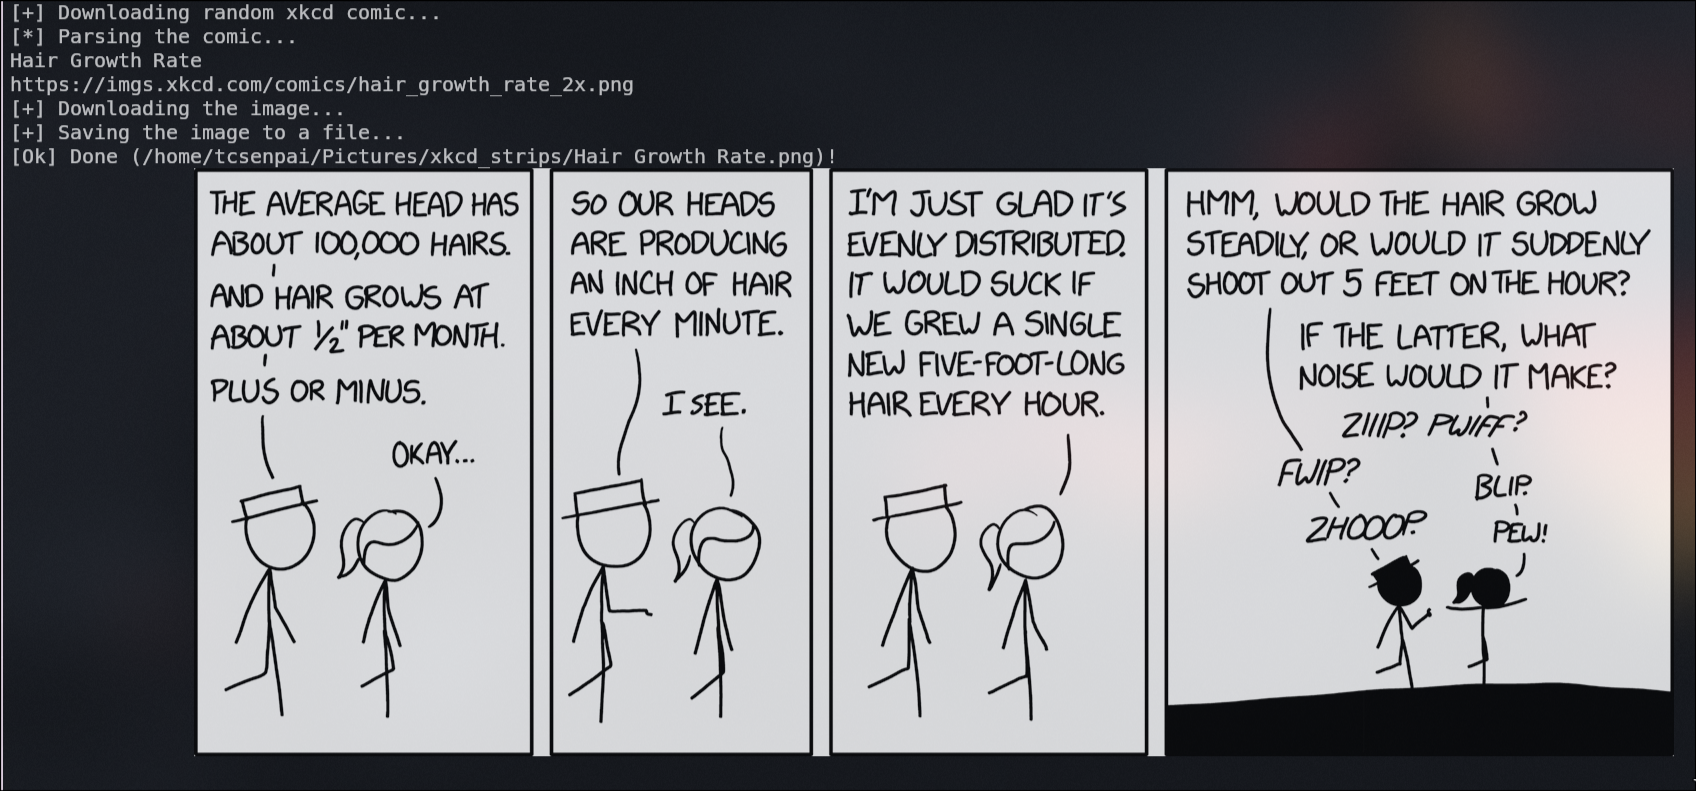 [+] Downloading random xkcd comic...
[*] Parsing the comic...
Hair Growth Rate
https://imgs.xkcd.com/comics/hair_growth_rate_2x.png
[+] Downloading the image...
[+] Saving the image to a file...
[Ok] Done (/home/tcsenpai/Pictures/xkcd_strips/Hair Growth Rate.png)!
THE AVERAGE HEAD HAS
ABOUT 100,000 HAIRS.
AND HAIR GROWS AT
ABOUT ½" PER MONTH.
PLUS OR MINUS.
OKAY...
SO OUR HEADS
ARE PRODUCING
AN INCH OF HAIR
EVERY MINUTE.
I SEE.
I'M JUST GLAD IT'S
EVENLY DISTRIBUTED.
IT WOULD SUCK IF
WE GREW A SINGLE
NEW FIVE-FOOT-LONG
HAIR EVERY HOUR.
HMM, WOULD THE HAIR GROW
STEADILY, OR WOULD IT SUDDENLY
SHOOT OUT 5 FEET ON THE HOUR?
IF THE LATTER, WHAT
NOISE WOULD IT MAKE?
ZIIIP? PWIFF?
FWIP?
BLIP.
ZHOOOP?
PEW!